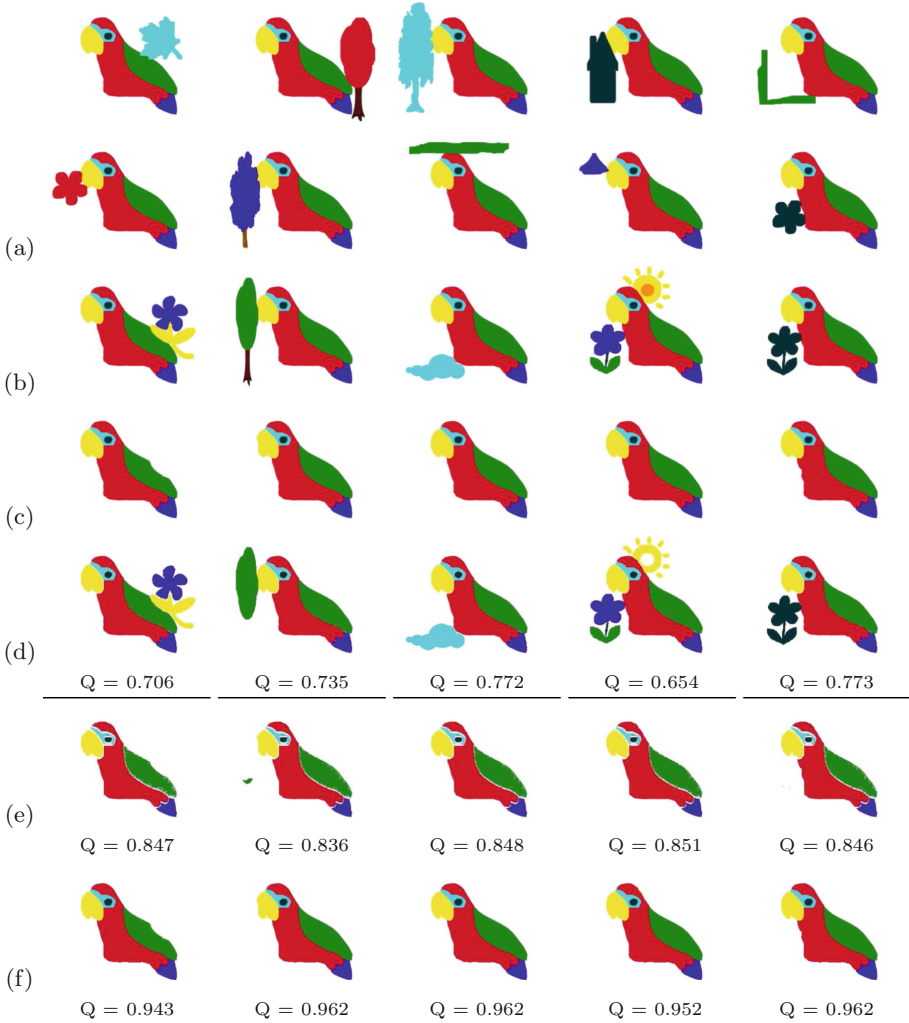 (a)
(b)
(c)
(d)
Q = 0.706 Q = 0.735 Q = 0.772 Q = 0.654 Q = 0.773
(e)
Q = 0.847 Q = 0.836 Q = 0.848 Q = 0.851 Q = 0.846
(f)
Q = 0.943 Q = 0.962 Q = 0.962 Q = 0.952 Q = 0.962